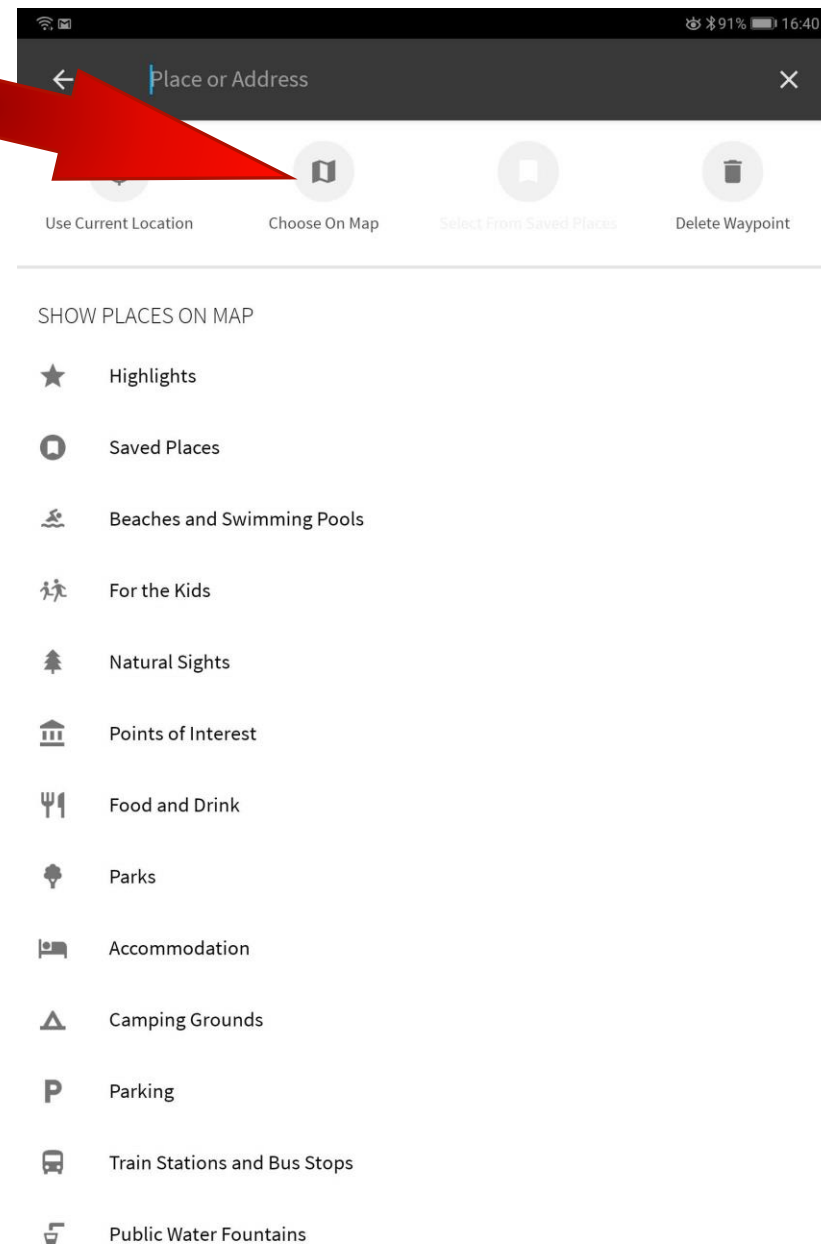 91% 16:40
Place or Address
Use Current Location
Choose On Map
Select From Saved Places
Delete Waypoint
SHOW PLACES ON MAP
Highlights
Saved Places
Beaches and Swimming Pools
For the Kids
Natural Sights
Points of Interest
Food and Drink
Parks
Accommodation
Camping Grounds
P Parking
Train Stations and Bus Stops
Public Water Fountains